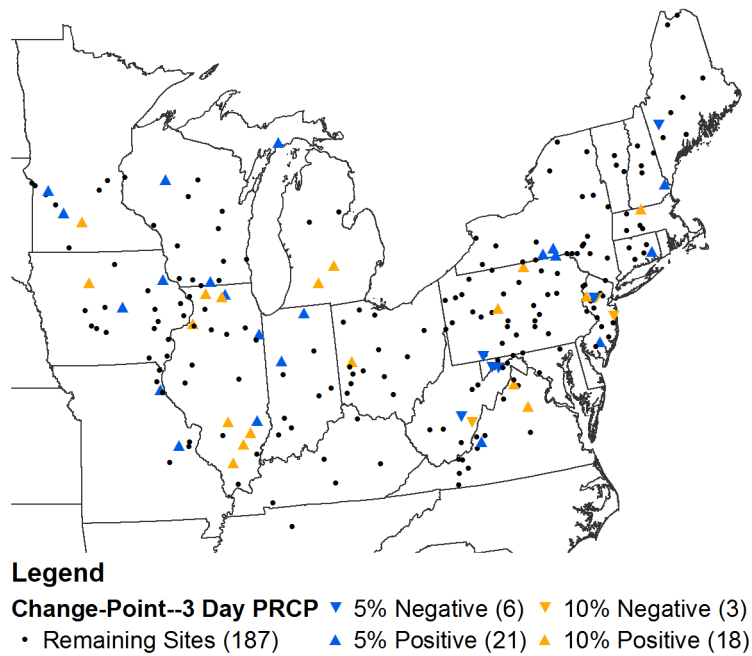 Legend
Change-Point--3 Day PRCP ▼ 5% Negative (6) ▼ 10% Negative (3)
• Remaining Sites (187) ▲ 5% Positive (21) ▲ 10% Positive (18)